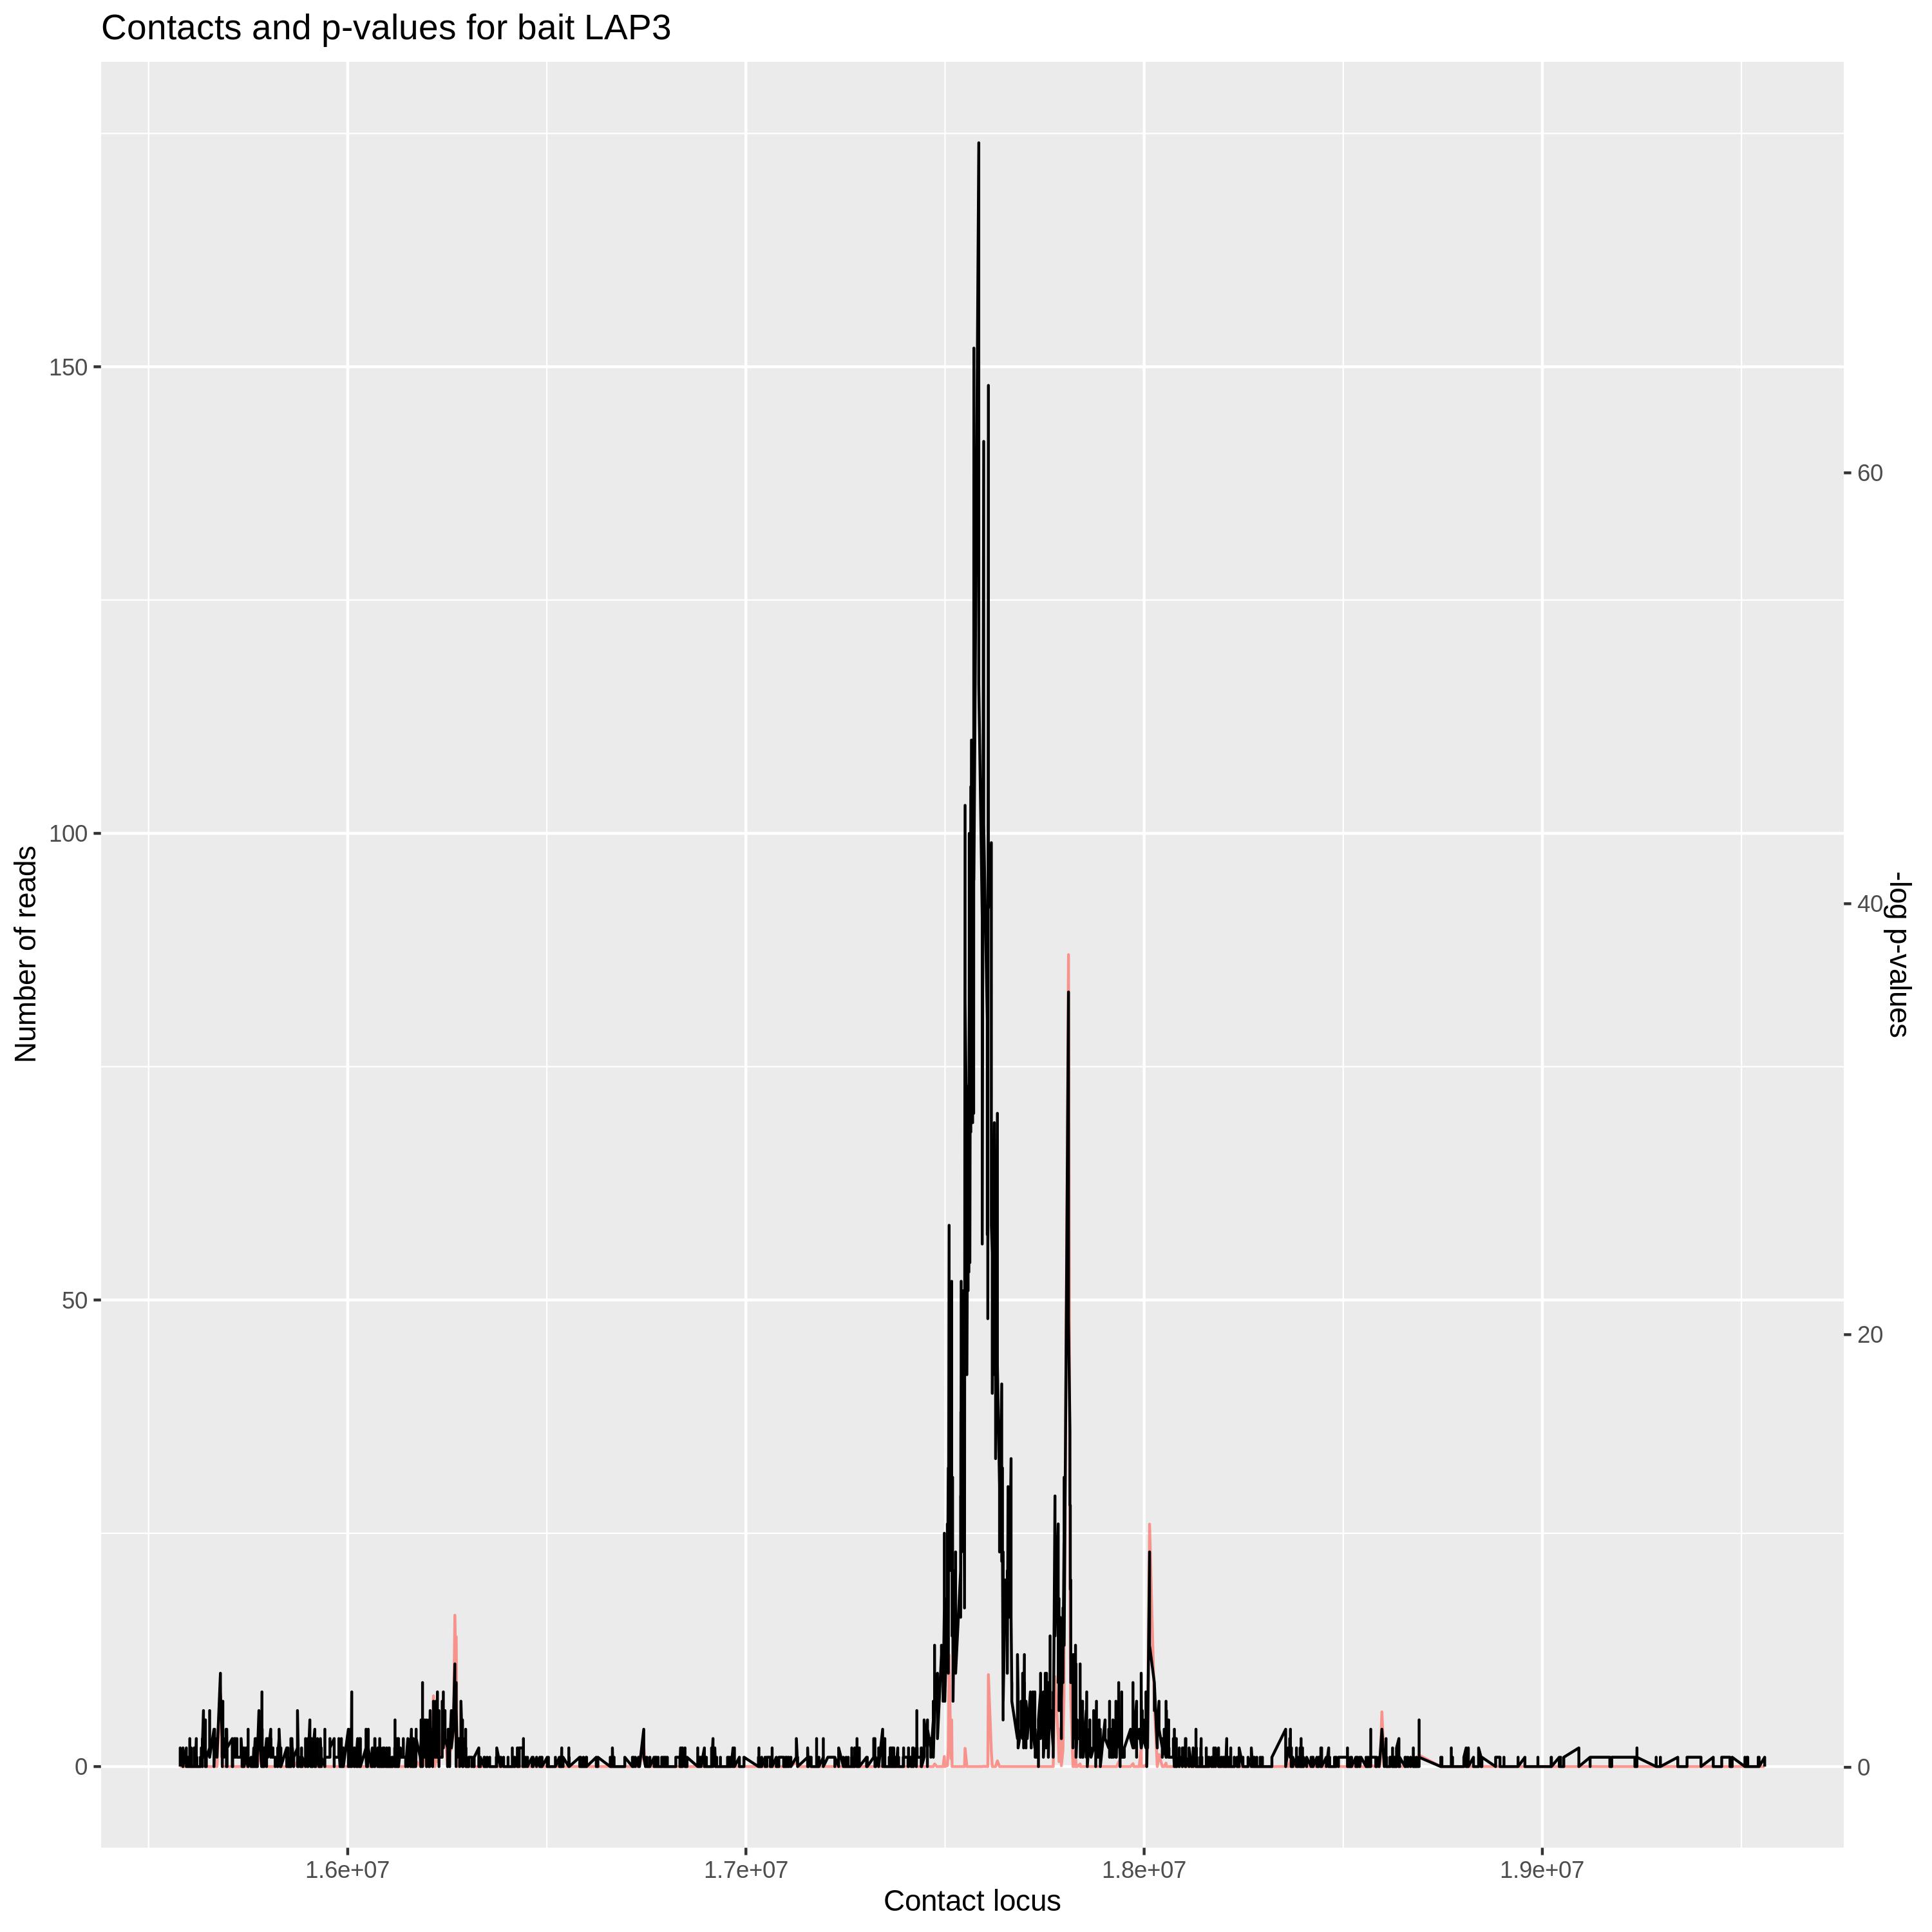 Contacts and p-values for bait LAP3
150
100
50
0
Number of reads
60
40
20
0
-log p-values
1.6e+07
1.7e+07
1.8e+07
1.9e+07
Contact locus